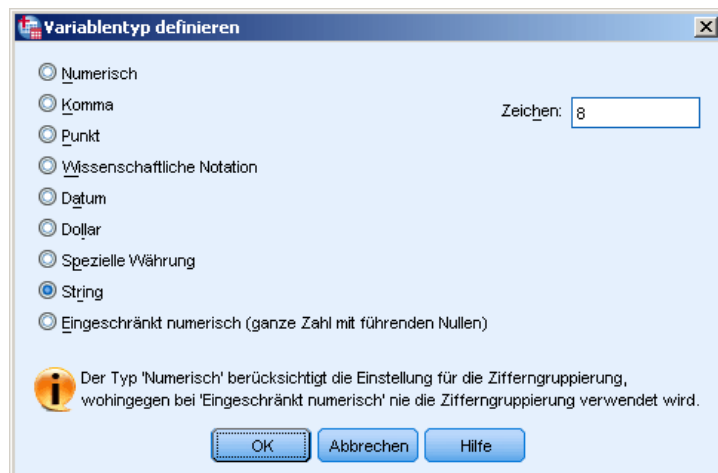 Variablentyp definieren
Numerisch
Komma
Zeichen: 8
Punkt
Wissenschaftliche Notation
Datum
Dollar
Spezielle Währung
String
Eingeschränkt numerisch (ganze Zahl mit führenden Nullen)
Der Typ 'Numerisch' berücksichtigt die Einstellung für die Zifferngruppierung,
wohingegen bei 'Eingeschränkt numerisch' nie die Zifferngruppierung verwendet wird.
OK Abbrechen Hilfe